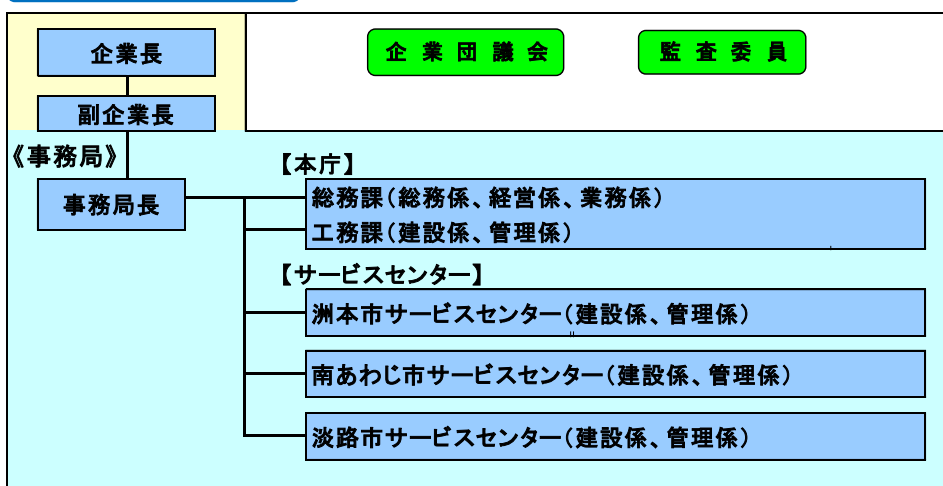 企業長
企業団議会
監査委員
副企業長
《事務局》
事務局長
【本庁】
総務課(総務係、経営係、業務係)
工務課(建設係、管理係)
【サービスセンター】
洲本市サービスセンター(建設係、管理係)
南あわじ市サービスセンター(建設係、管理係)
淡路市サービスセンター(建設係、管理係)